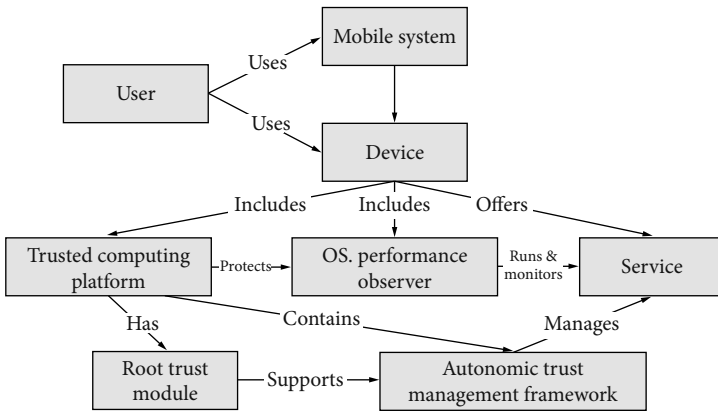 Mobile system
Uses
User
Uses
Device
Includes
Includes
Offers
Trusted computing
platform
Protects
OS. performance
observer
Runs &
monitors
Service
Has
Contains
Manages
Root trust
module
Supports
Autonomic trust
management framework